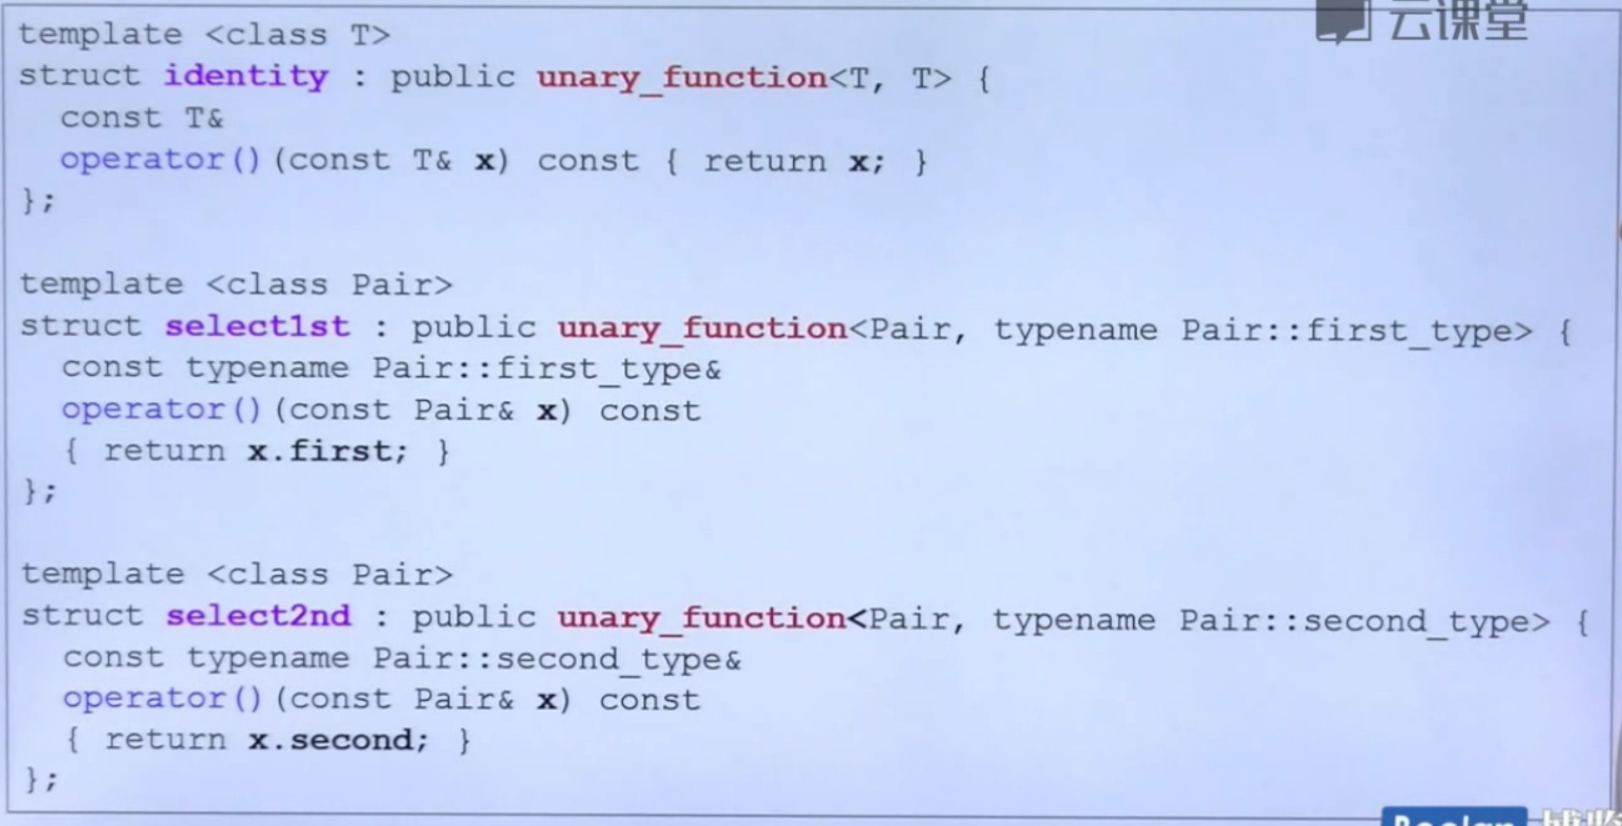 云课堂
template <class T>
struct identity : public unary_function<T, T> {
  const T&
  operator()(const T& x) const { return x; }
};
template <class Pair>
struct select1st : public unary_function<Pair, typename Pair::first_type> {
  const typename Pair::first_type&
  operator()(const Pair& x) const
  { return x.first; }
};
template <class Pair>
struct select2nd : public unary_function<Pair, typename Pair::second_type> {
  const typename Pair::second_type&
  operator()(const Pair& x) const
  { return x.second; }
};
Boolan